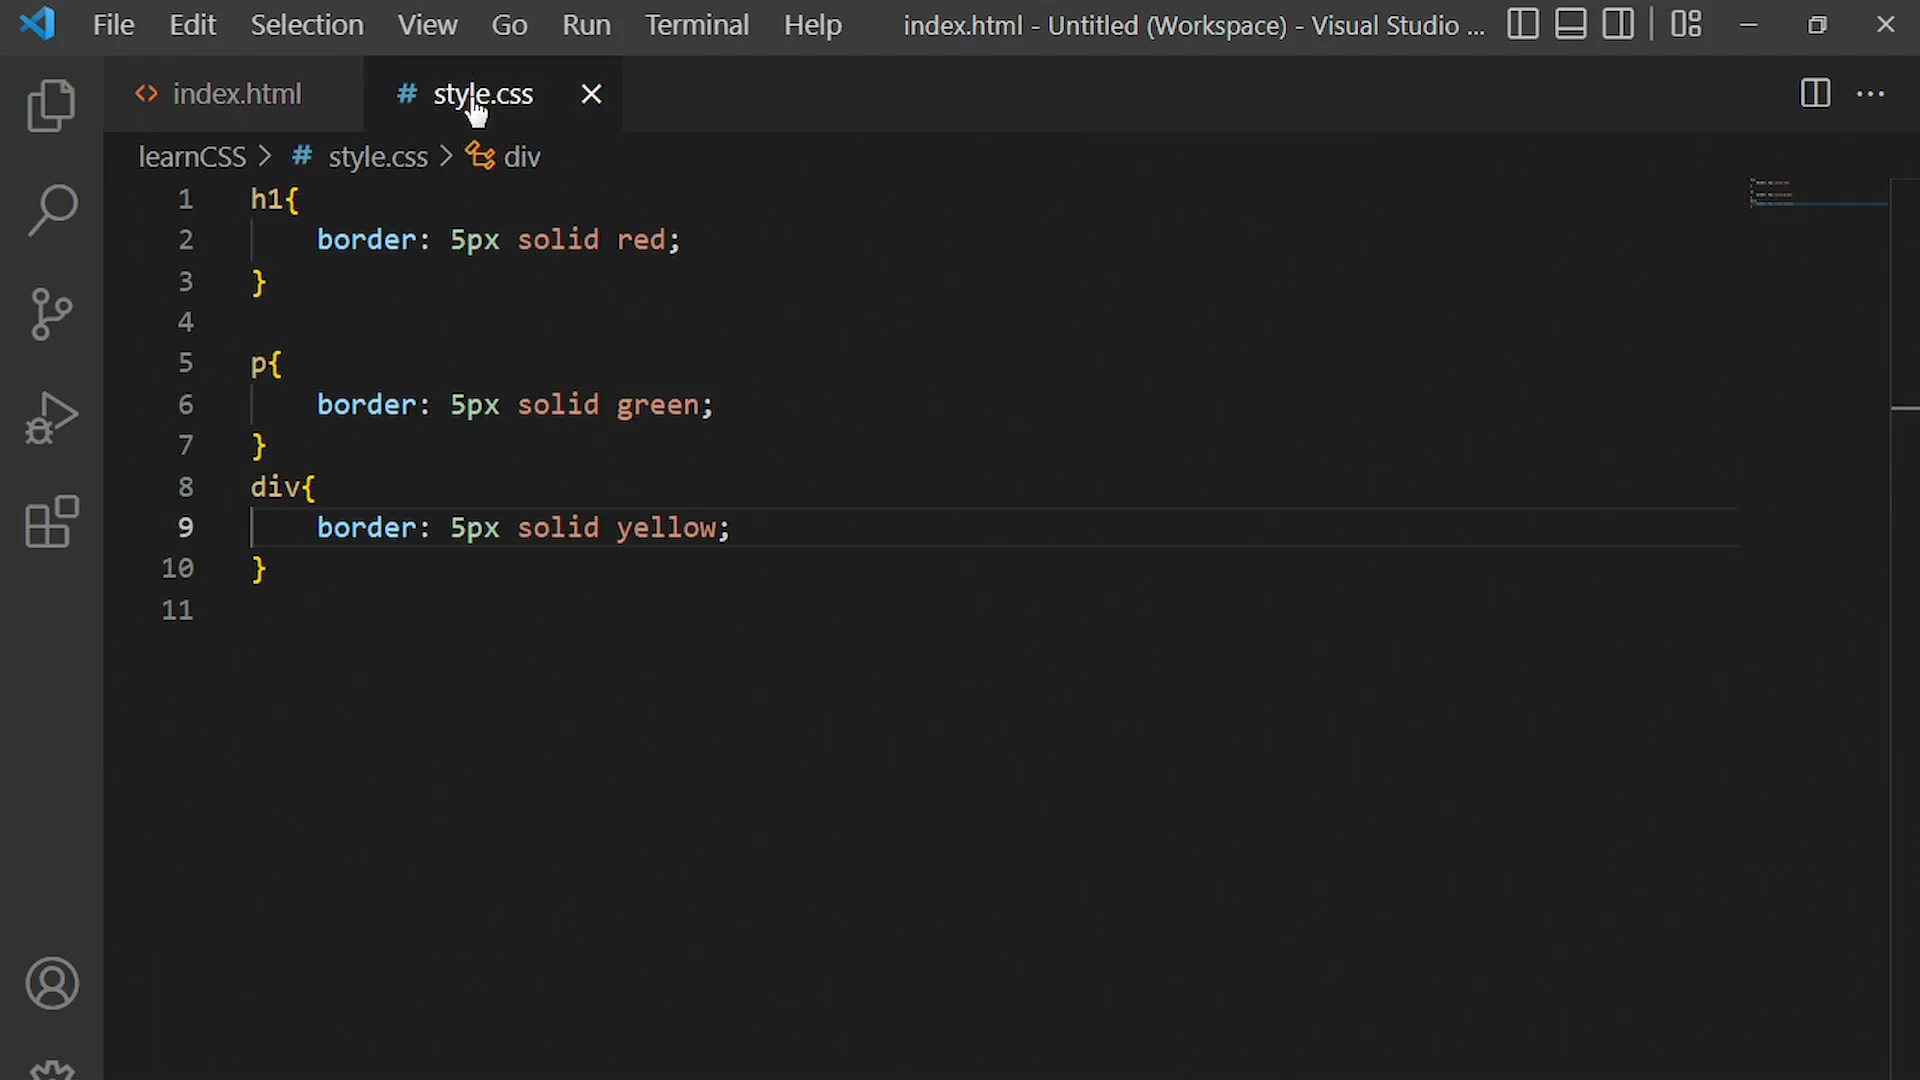 File Edit Selection View Go Run Terminal Help index.html - Untitled (Workspace) - Visual Studio ...
<> index.html # style.css
learnCSS > # style.css > div
1 h1{
2 border: 5px solid red;
3 }
4
5 p{
6 border: 5px solid green;
7 }
8 div{
9 border: 5px solid yellow;
10 }
11